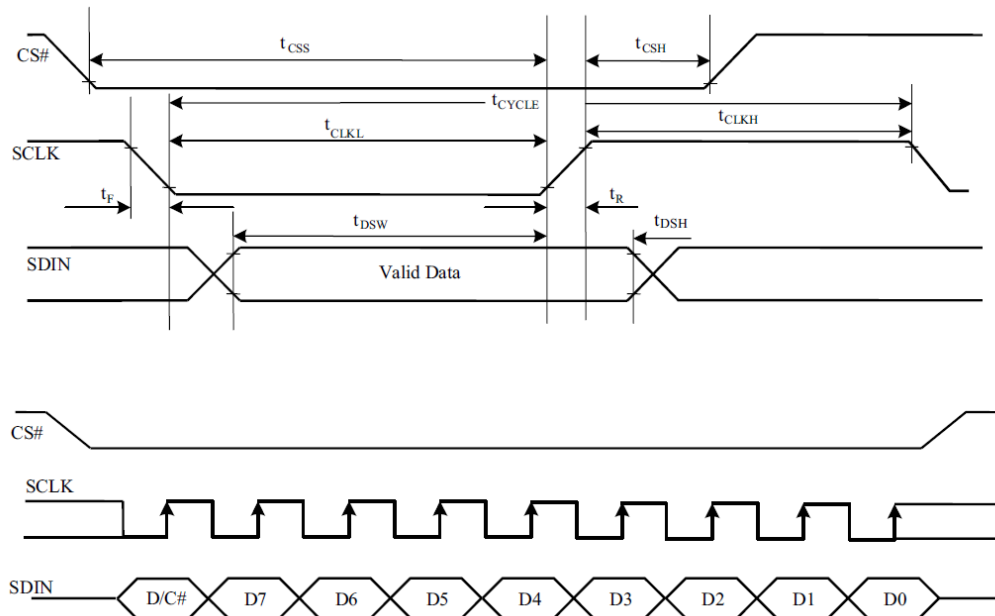 CS# tCSS tCSH
tCYCLE
SCLK tCLKL tCLKH
tF tR
tDSW tDSH
SDIN Valid Data
CS#
SCLK
SDIN D/C# D7 D6 D5 D4 D3 D2 D1 D0